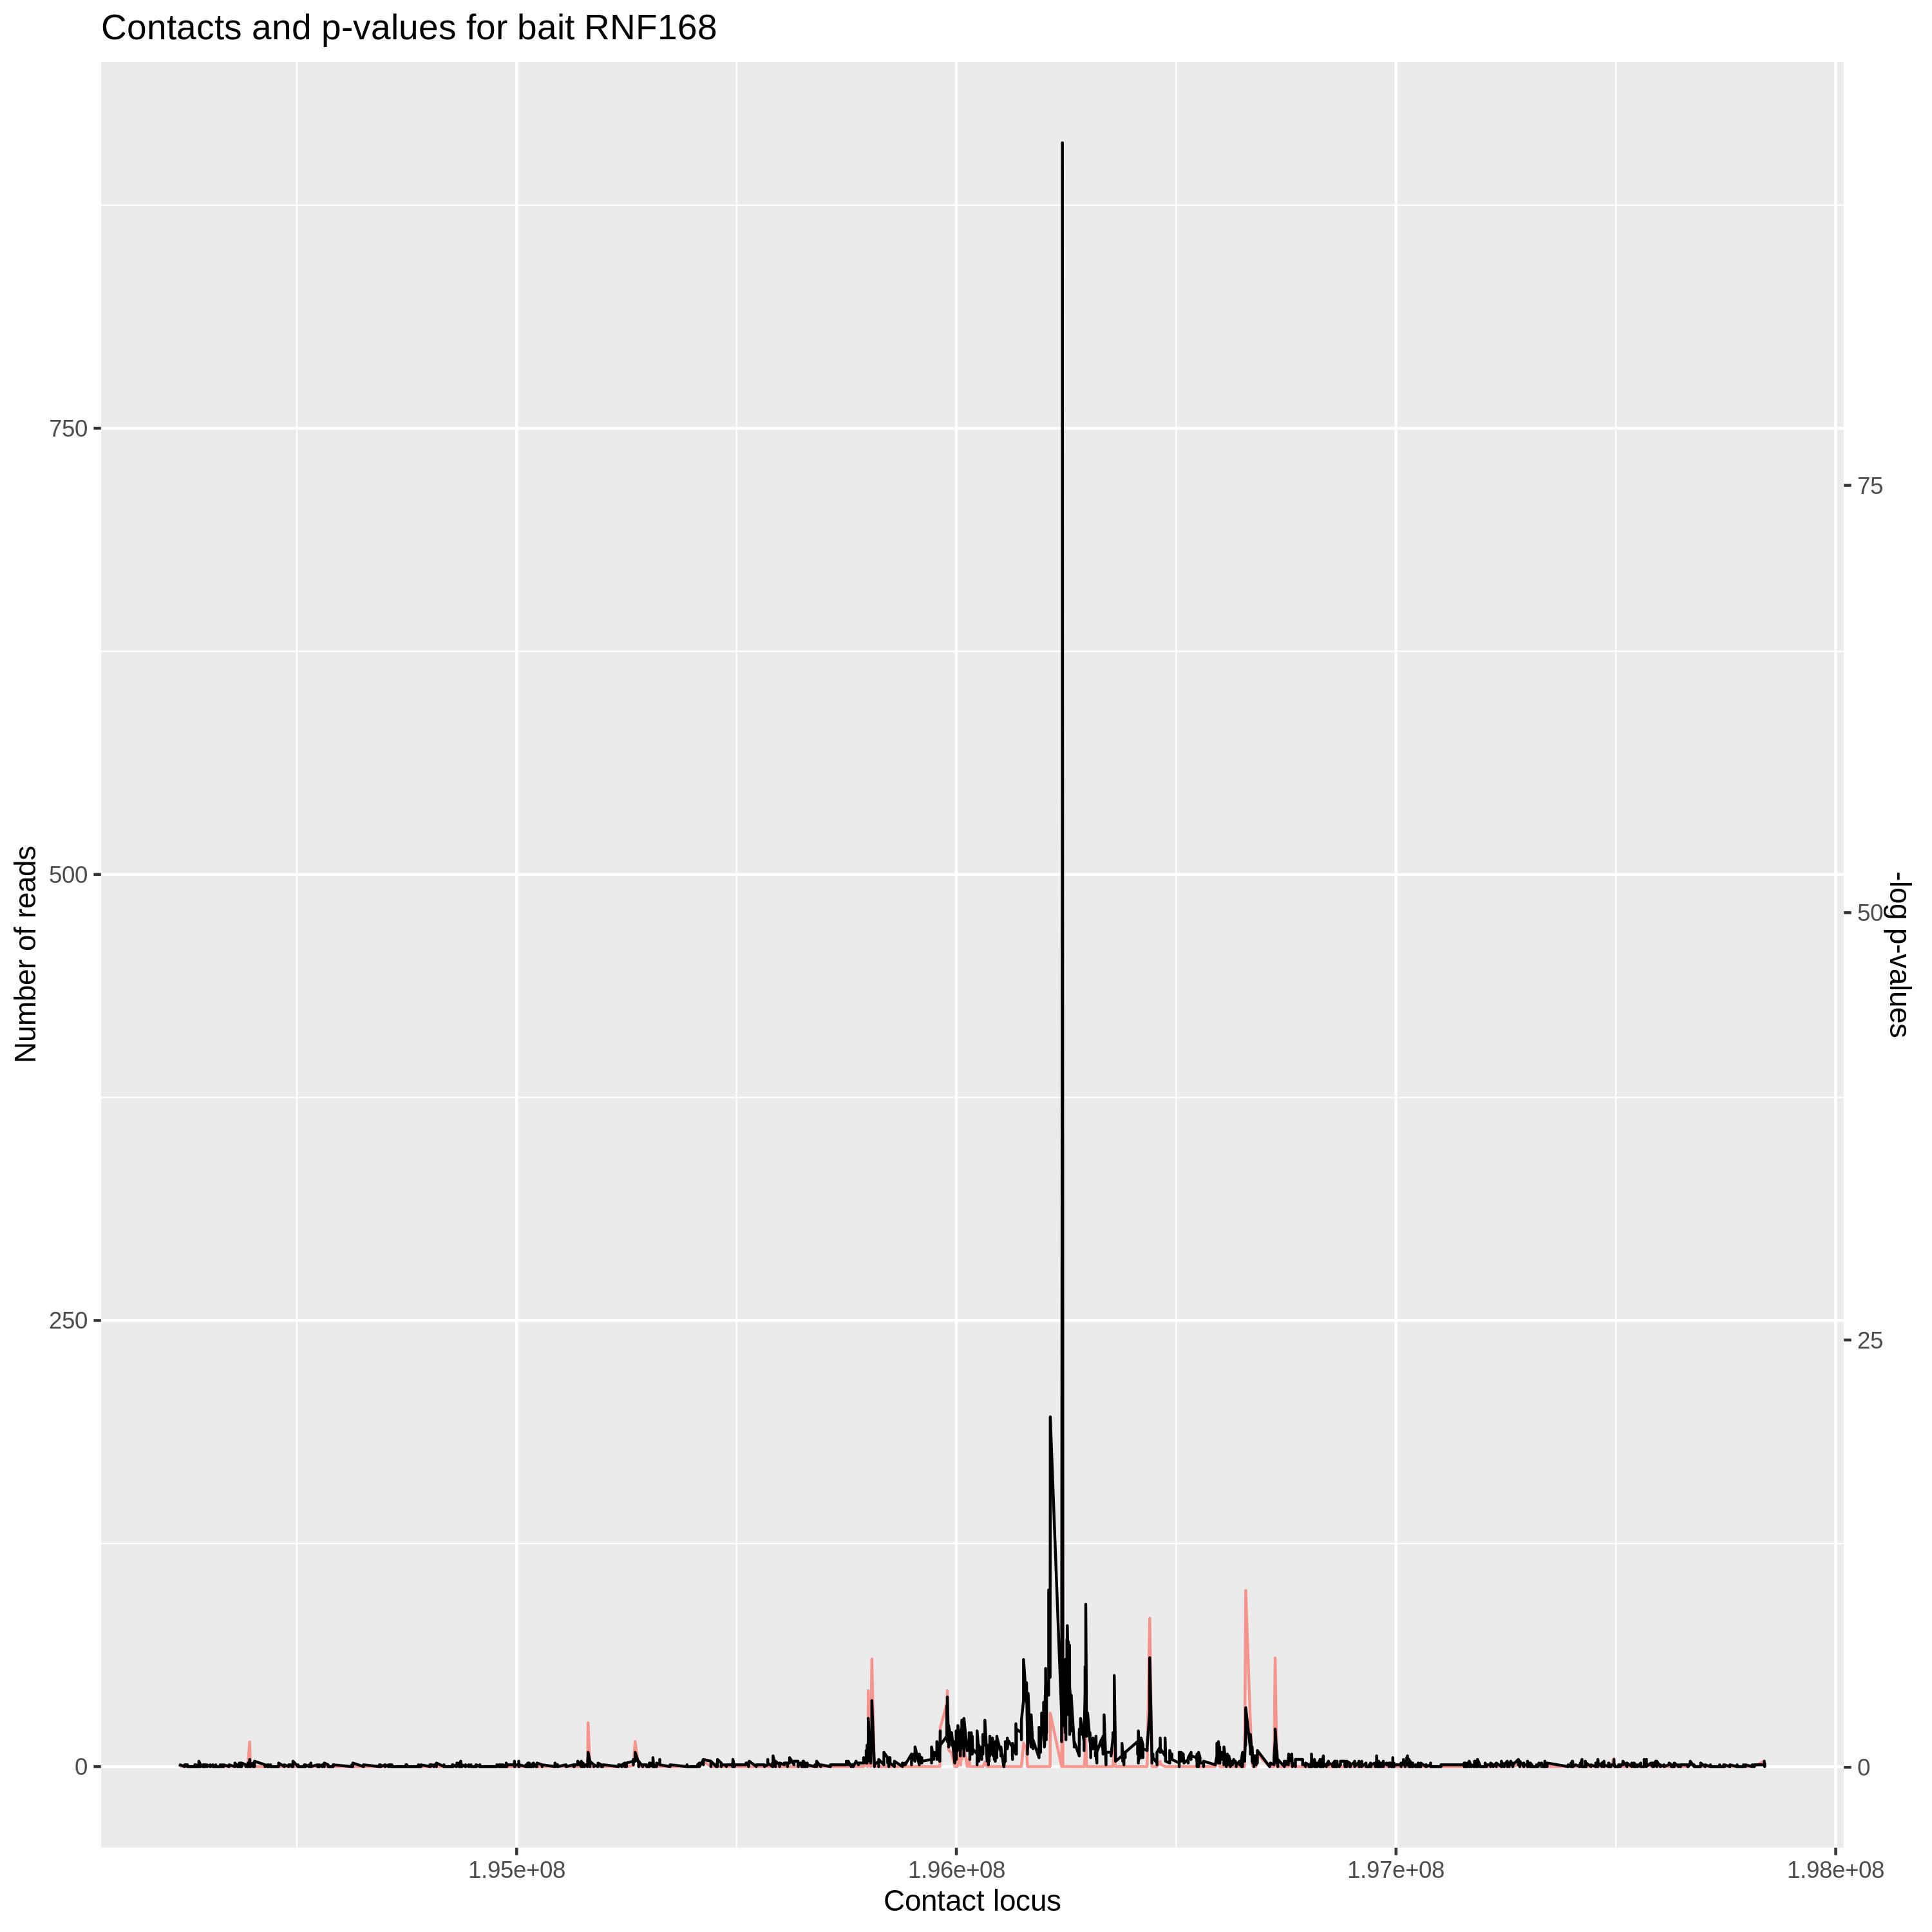 Contacts and p-values for bait RNF168
750
500
250
0
Number of reads
75
50
25
0
-log p-values
1.95e+08
1.96e+08
1.97e+08
1.98e+08
Contact locus